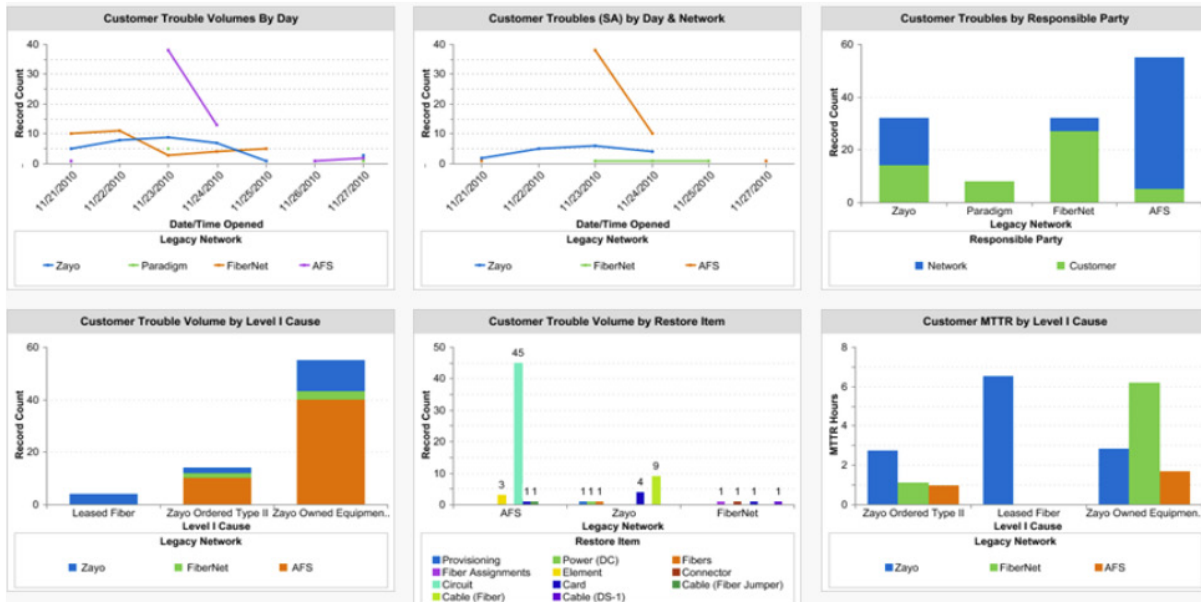 Customer Trouble Volumes By Day
Record Count
40
30
20
10
0
11/21/2010
11/22/2010
11/23/2010
11/24/2010
11/25/2010
11/26/2010
11/27/2010
Date/Time Opened
Legacy Network
Zayo Paradigm FiberNet AFS
Customer Troubles (SA) by Day & Network
Record Count
40
30
20
10
0
11/21/2010
11/22/2010
11/23/2010
11/24/2010
11/25/2010
11/27/2010
Date/Time Opened
Legacy Network
Zayo FiberNet AFS
Customer Troubles by Responsible Party
Record Count
60
40
20
0
Zayo Paradigm FiberNet AFS
Legacy Network
Responsible Party
Network Customer
Customer Trouble Volume by Level I Cause
Record Count
60
40
20
0
Leased Fiber Zayo Ordered Type II Zayo Owned Equipmen..
Level I Cause
Legacy Network
Zayo FiberNet AFS
Customer Trouble Volume by Restore Item
Record Count
50
40
30
20
10
0
3 45 1 1 1 1 1 4 9 1 1 1 1
AFS Zayo FiberNet
Legacy Network
Restore Item
Provisioning Power (DC) Fibers
Fiber Assignments Element Connector
Circuit Card Cable (Fiber Jumper)
Cable (Fiber) Cable (DS-1)
Customer MTTR by Level I Cause
MTTR Hours
8
6
4
2
0
Zayo Ordered Type II Leased Fiber Zayo Owned Equipmen..
Level I Cause
Legacy Network
Zayo FiberNet AFS